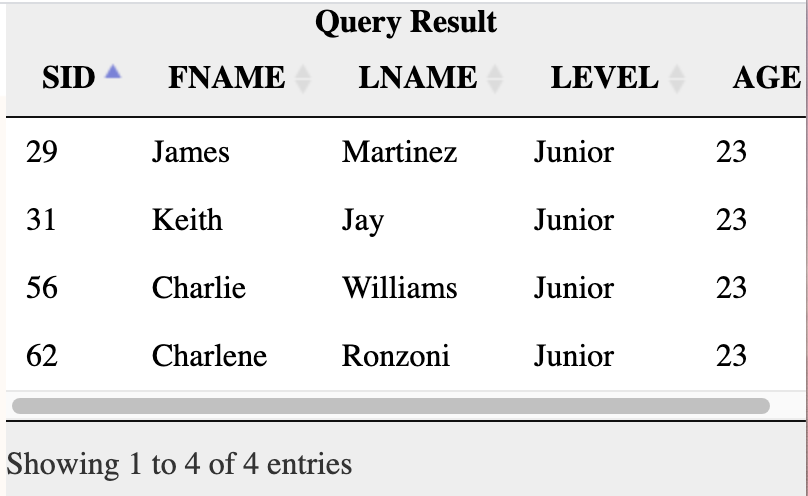 Query Result
SID FNAME LNAME LEVEL AGE
29 James Martinez Junior 23
31 Keith Jay Junior 23
56 Charlie Williams Junior 23
62 Charlene Ronzoni Junior 23
Showing 1 to 4 of 4 entries